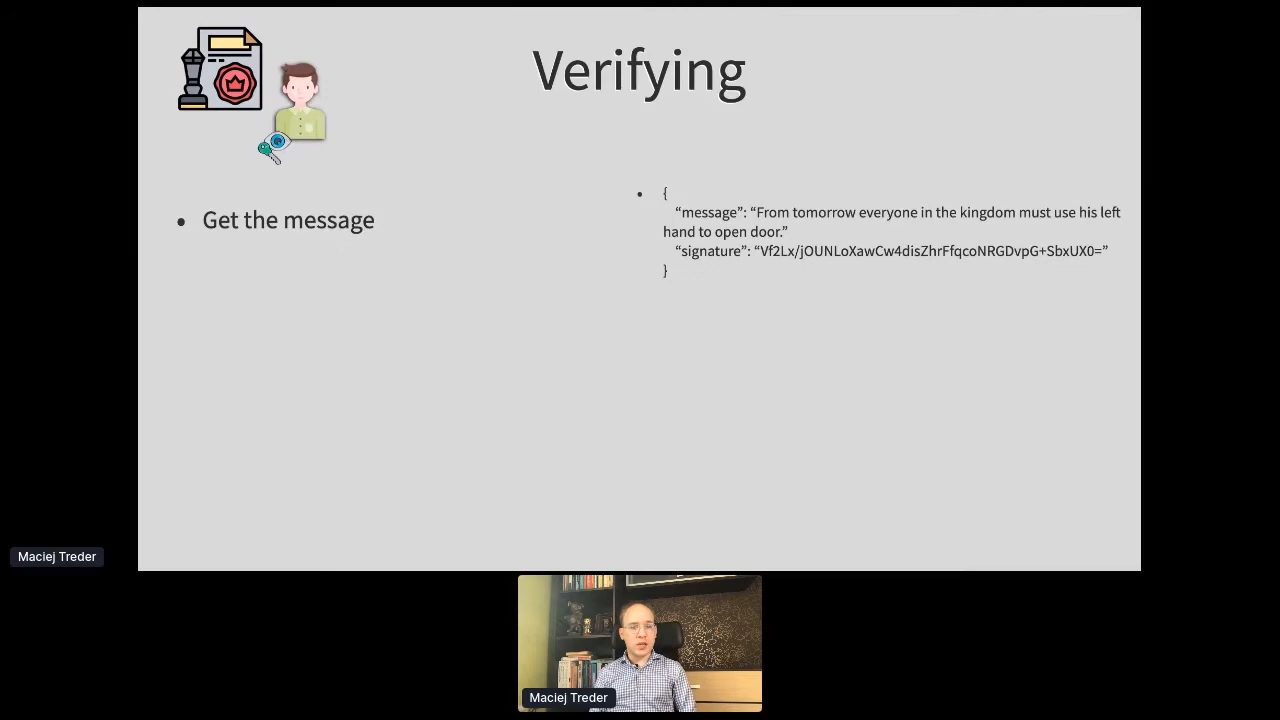 Verifying
• Get the message
• {
“message”: “From tomorrow everyone in the kingdom must use his left
hand to open door.”
“signature”: “Vf2Lx/jOUNLoXawCw4disZhrFfqcoNRGDvpG+SbxUX0=”
}
Maciej Treder
Maciej Treder